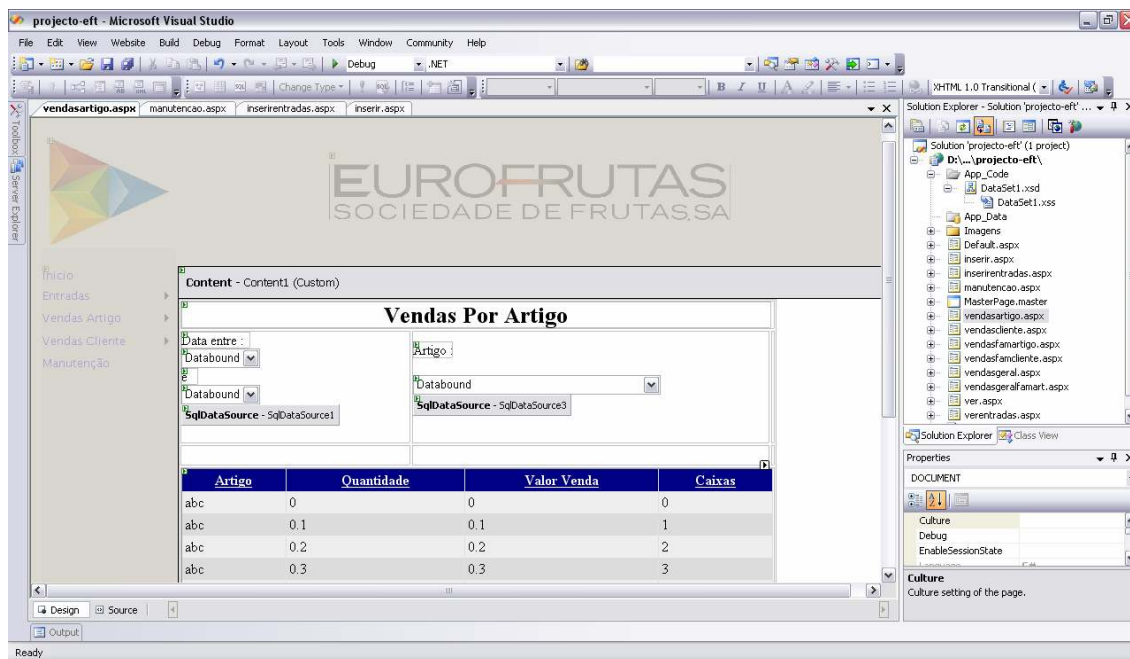 projecto-eft - Microsoft Visual Studio
File Edit View Website Build Debug Format Layout Tools Window Community Help
Debug .NET
Change Type
B I U A XHTML 1.0 Transitional (
vendasartigo.aspx manutencao.aspx inserirentradas.aspx inserir.aspx
Toolbox
Server Explorer
EUROFRUTAS
SOCIEDADE DE FRUTAS, SA
Inicio
Entradas
Vendas Artigo
Vendas Cliente
Manutenção
Content - Content1 (Custom)
Vendas Por Artigo
Data entre :
Databound
e
Databound
SqlDataSource - SqlDataSource1
Artigo :
Databound
SqlDataSource - SqlDataSource3
Artigo Quantidade Valor Venda Caixas
abc 0 0 0
abc 0.1 0.1 1
abc 0.2 0.2 2
abc 0.3 0.3 3
Design Source
Output
Ready
Solution Explorer - Solution 'projecto-eft' ...
Solution 'projecto-eft' (1 project)
D:\...\projecto-eft\
App_Code
DataSet1.xsd
DataSet1.xss
App_Data
Imagens
Default.aspx
inserir.aspx
inserirentradas.aspx
manutencao.aspx
MasterPage.master
vendasartigo.aspx
vendascliente.aspx
vendasfamartigo.aspx
vendasfamcliente.aspx
vendasgeral.aspx
vendasgeralfamart.aspx
ver.aspx
verentradas.aspx
Solution Explorer Class View
Properties
DOCUMENT
Culture
Debug
EnableSessionState
Culture
Culture setting of the page.